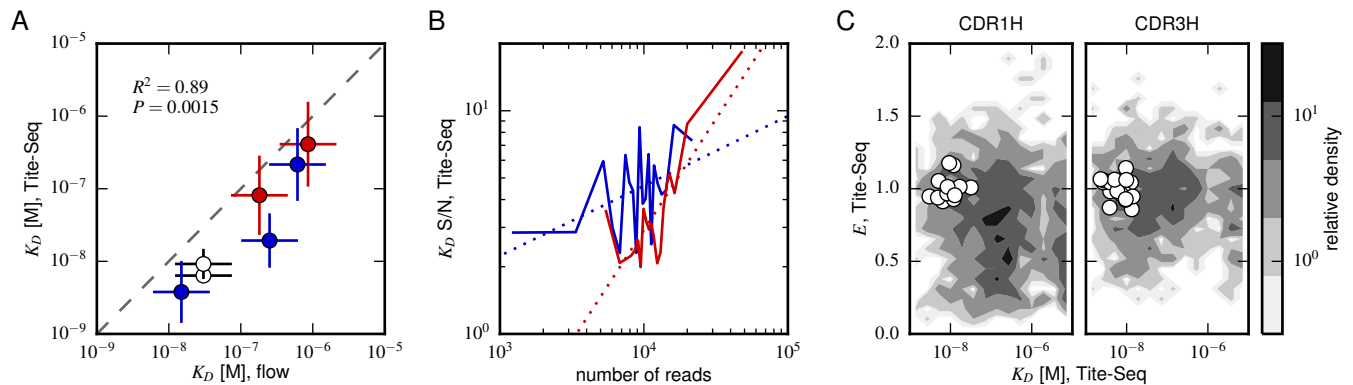 A
10⁻⁵
10⁻⁶
10⁻⁷
10⁻⁸
10⁻⁹
K_D [M], Tite-Seq
R² = 0.89
P = 0.0015
10⁻⁹ 10⁻⁸ 10⁻⁷ 10⁻⁶ 10⁻⁵
K_D [M], flow
B
10¹
10⁰
K_D S/N, Tite-Seq
10³ 10⁴ 10⁵
number of reads
C
CDR1H CDR3H
2.0
1.5
1.0
0.5
0.0
E, Tite-Seq
10⁻⁸ 10⁻⁶ 10⁻⁸ 10⁻⁶
K_D [M], Tite-Seq
10¹
10⁰
relative density